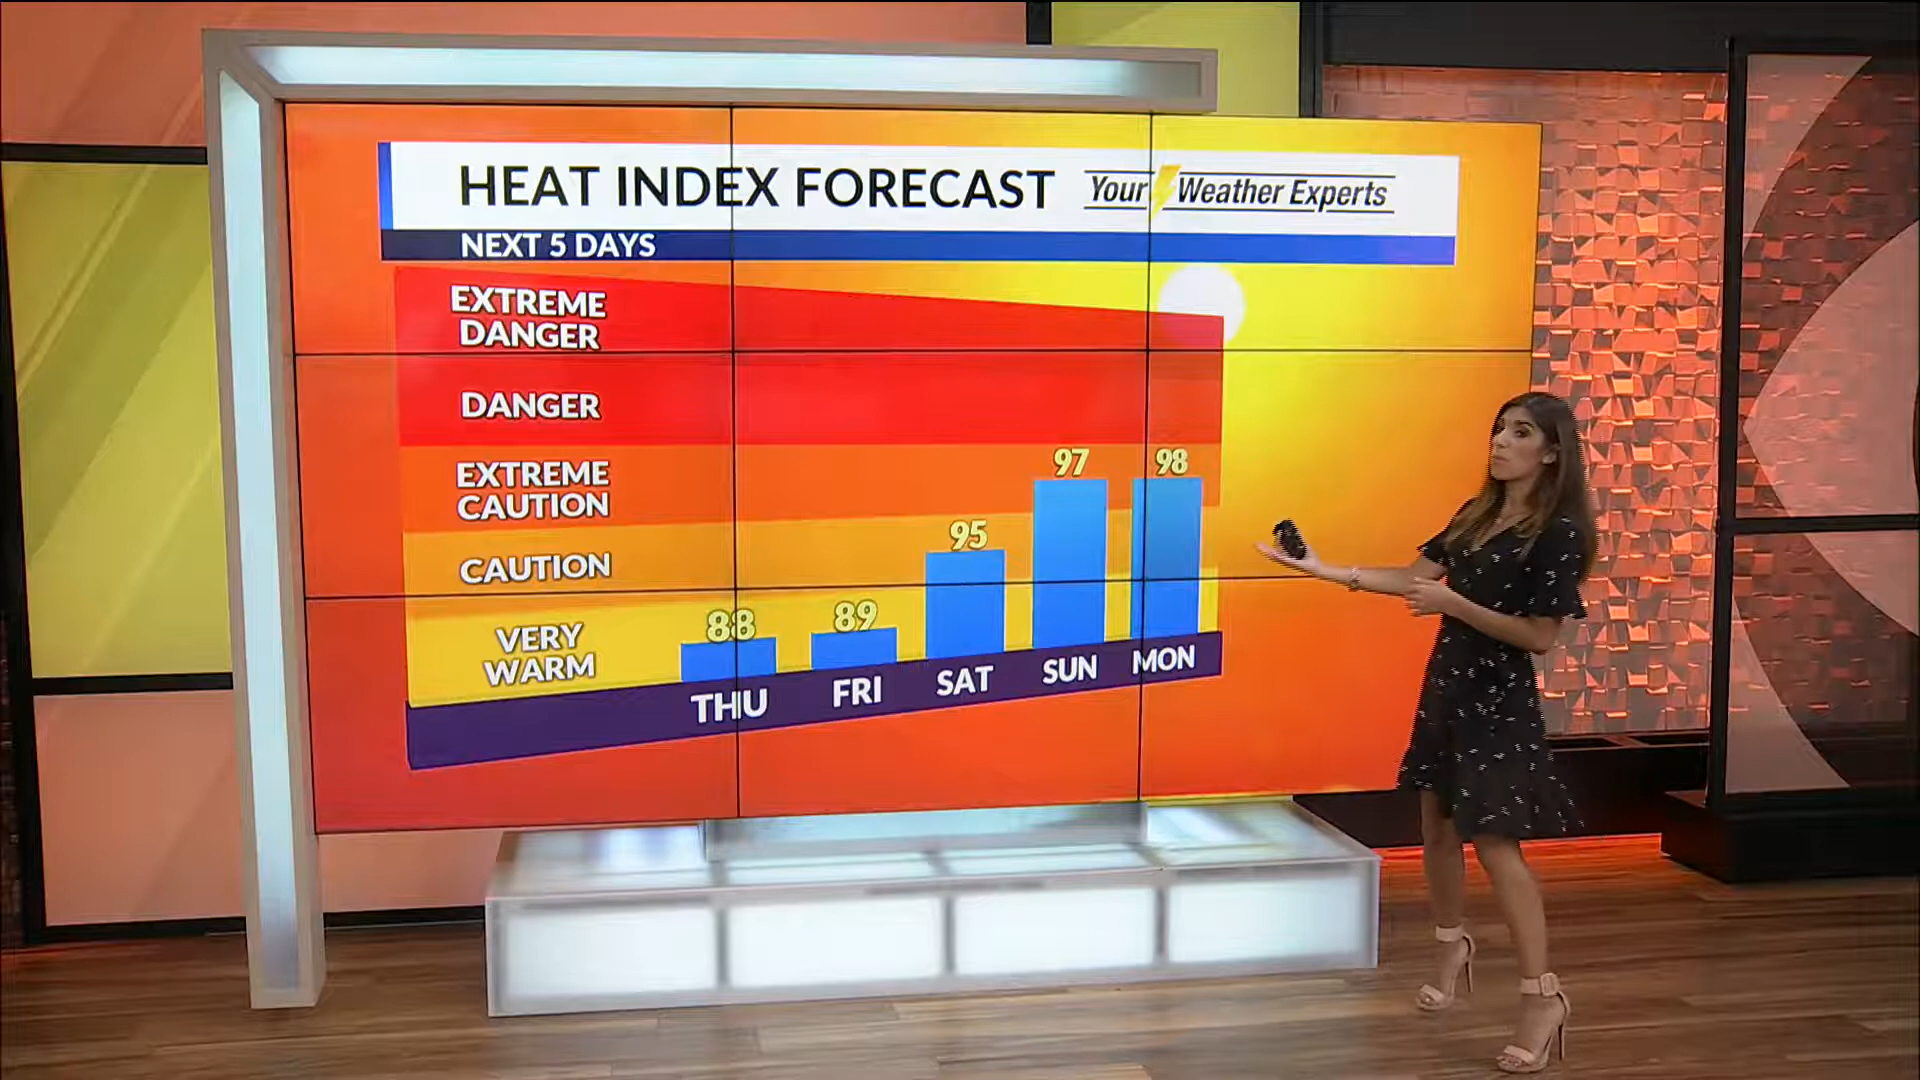 HEAT INDEX FORECAST
Your Weather Experts
NEXT 5 DAYS
EXTREME
DANGER
DANGER
EXTREME
CAUTION
CAUTION
VERY
WARM
88 89 95 97 98
THU FRI SAT SUN MON